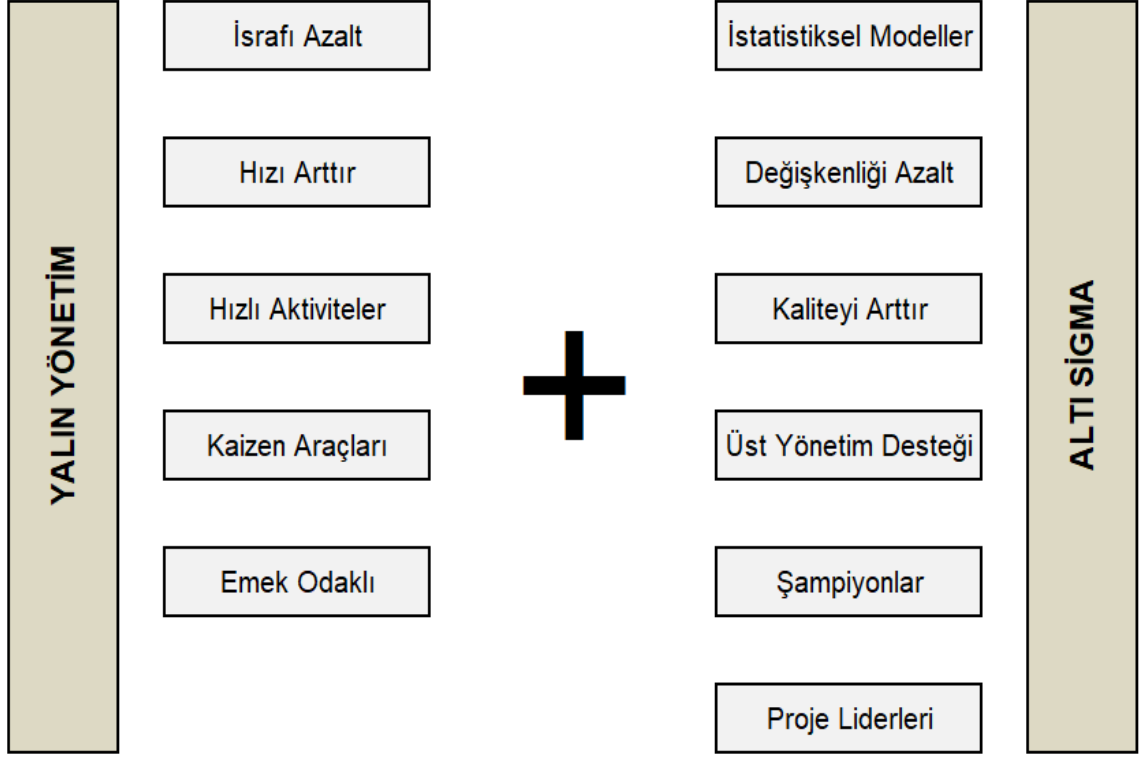 YALIN YÖNETİM
İsrafı Azalt
Hızı Arttır
Hızlı Aktiviteler
Kaizen Araçları
Emek Odaklı
+
İstatistiksel Modeller
Değişkenliği Azalt
Kaliteyi Arttır
Üst Yönetim Desteği
Şampiyonlar
Proje Liderleri
ALTI SİGMA